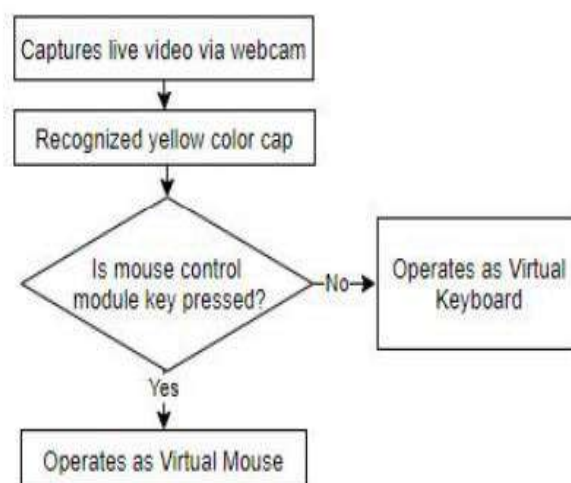 Captures live video via webcam
Recognized yellow color cap
Is mouse control
module key pressed?
No
Operates as Virtual
Keyboard
Yes
Operates as Virtual Mouse